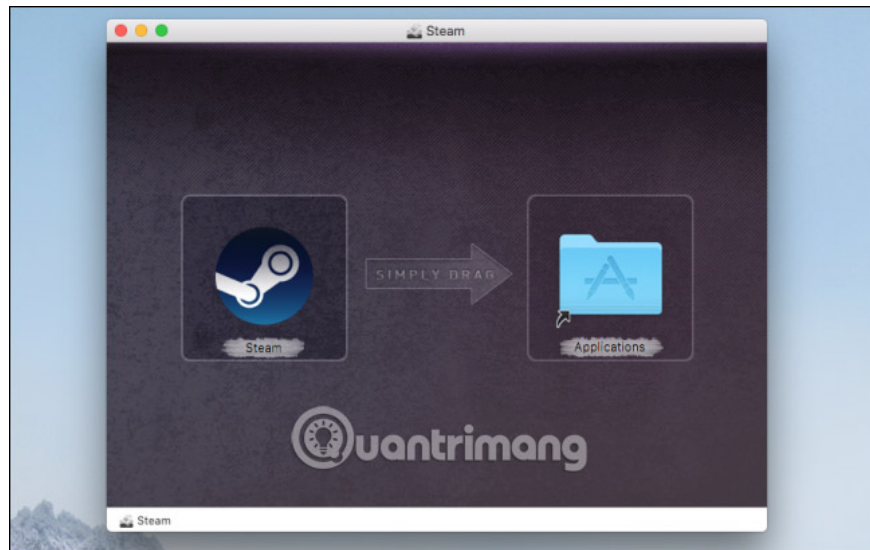 Steam
SIMPLY DRAG
Steam
Applications
Quantrimang
Steam